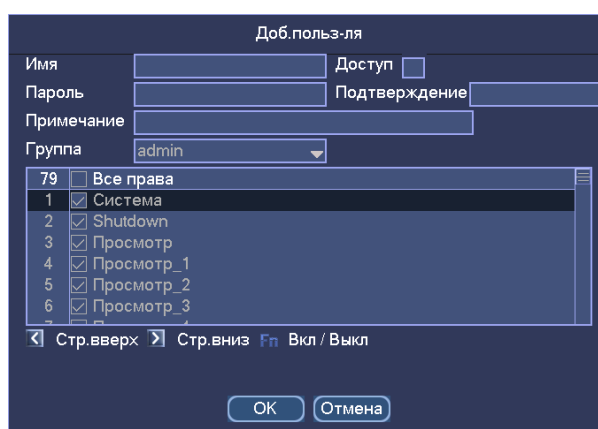 Доб.польз-ля
Имя Доступ
Пароль Подтверждение
Примечание
Группа admin
79 Все права
1 Система
2 Shutdown
3 Просмотр
4 Просмотр_1
5 Просмотр_2
6 Просмотр_3
Стр.вверх Стр.вниз Fn Вкл / Выкл
OK Отмена